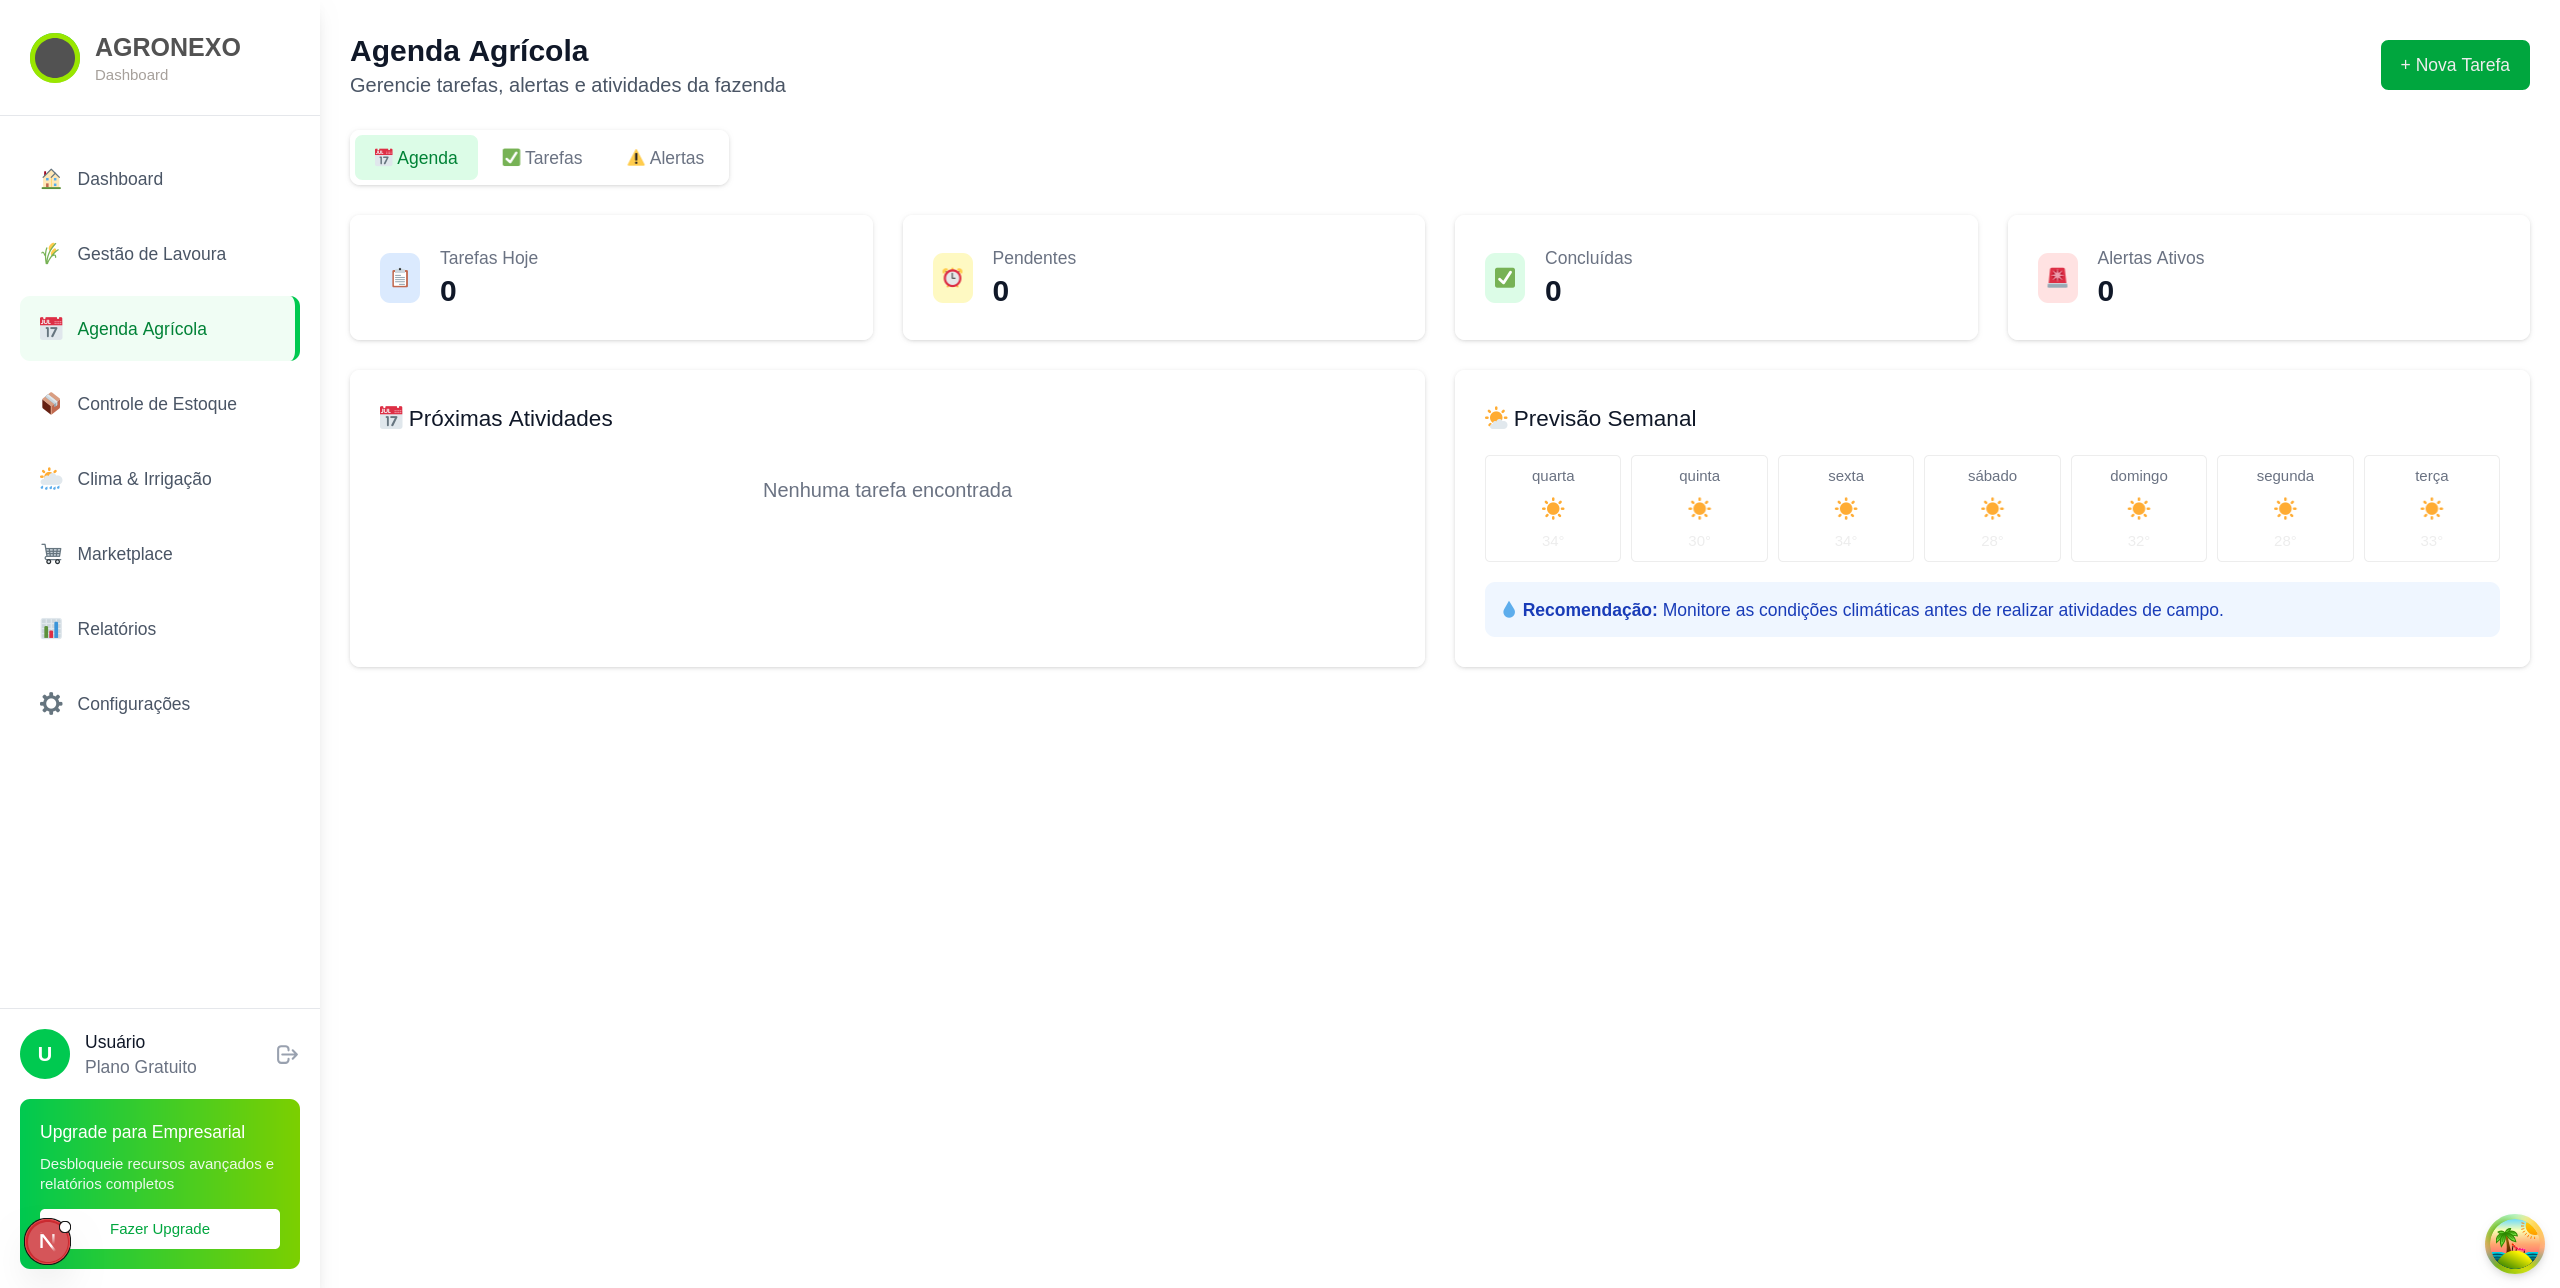 AGRONEXO
Dashboard
Dashboard
Gestão de Lavoura
Agenda Agrícola
Controle de Estoque
Clima & Irrigação
Marketplace
Relatórios
Configurações
U
Usuário
Plano Gratuito
Upgrade para Empresarial
Desbloqueie recursos avançados e
relatórios completos
Fazer Upgrade
N
Agenda Agrícola
Gerencie tarefas, alertas e atividades da fazenda
+ Nova Tarefa
Agenda
Tarefas
Alertas
Tarefas Hoje
0
Pendentes
0
Concluídas
0
Alertas Ativos
0
Próximas Atividades
Nenhuma tarefa encontrada
Previsão Semanal
quarta
34°
quinta
30°
sexta
34°
sábado
28°
domingo
32°
segunda
28°
terça
33°
Recomendação: Monitore as condições climáticas antes de realizar atividades de campo.